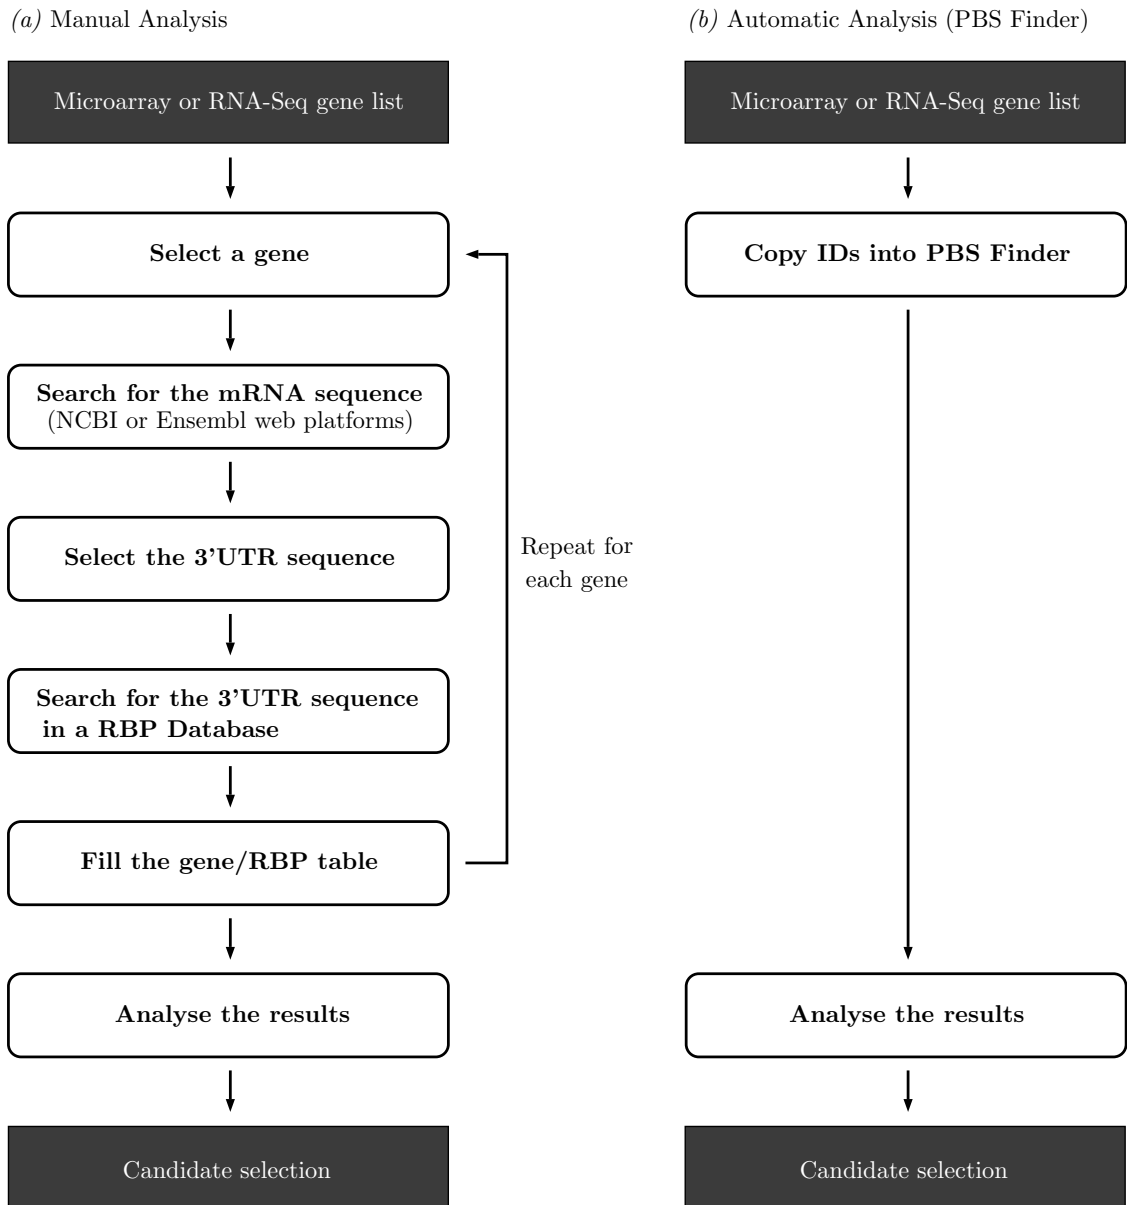 (a) Manual Analysis
Microarray or RNA-Seq gene list
Select a gene
Search for the mRNA sequence
(NCBI or Ensembl web platforms)
Select the 3'UTR sequence
Repeat for
each gene
Search for the 3'UTR sequence
in a RBP Database
Fill the gene/RBP table
Analyse the results
Candidate selection
(b) Automatic Analysis (PBS Finder)
Microarray or RNA-Seq gene list
Copy IDs into PBS Finder
Analyse the results
Candidate selection